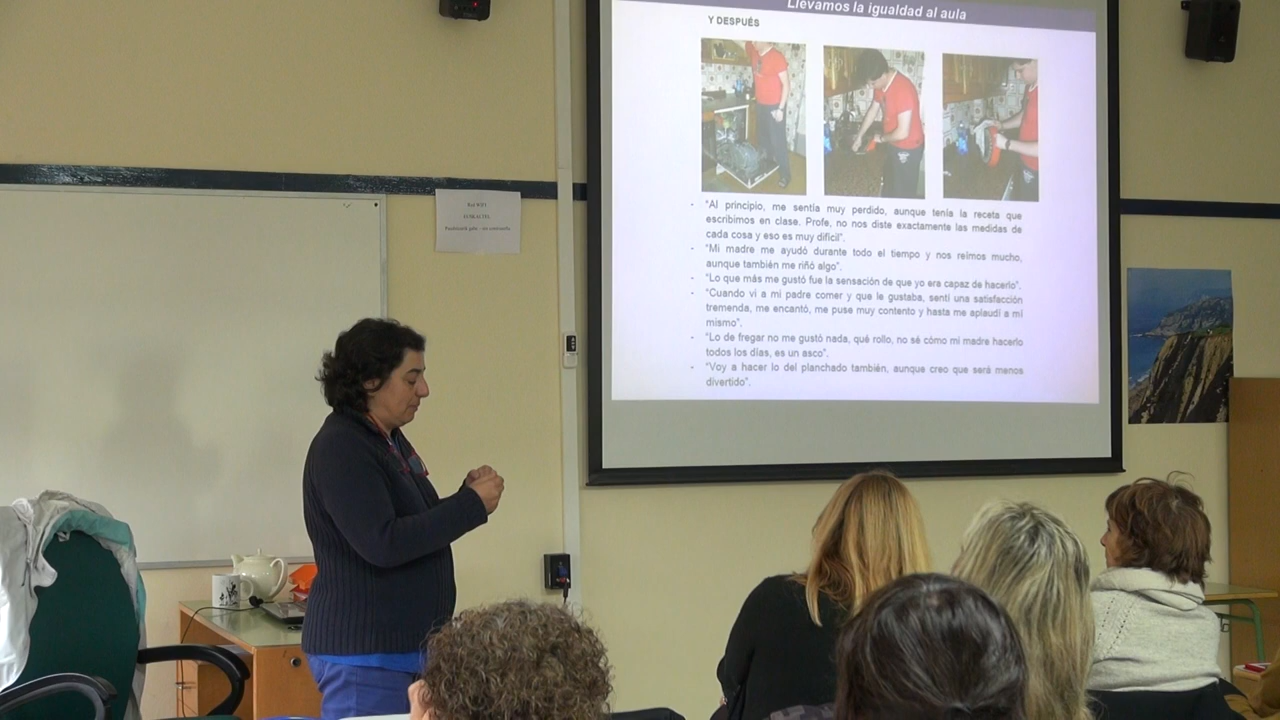 Llevamos la igualdad al aula
Y DESPUÉS
- "Al principio, me sentía muy perdido, aunque tenía la receta que
escribimos en clase. Profe, no nos diste exactamente las medidas de
cada cosa y eso es muy difícil".
- "Mi madre me ayudó durante todo el tiempo y nos reímos mucho,
aunque también me riñó algo".
- "Lo que más me gustó fue la sensación de que yo era capaz de hacerlo".
- "Cuando vi a mi padre comer y que le gustaba, sentí una satisfacción
tremenda, me encantó, me puse muy contento y hasta me aplaudí a mí
mismo".
- "Lo de fregar no me gustó nada, qué rollo, no sé cómo mi madre hacerlo
todos los días, es un asco".
- "Voy a hacer lo del planchado también, aunque creo que será menos
divertido".
Red WIFI
EUSKALTEL